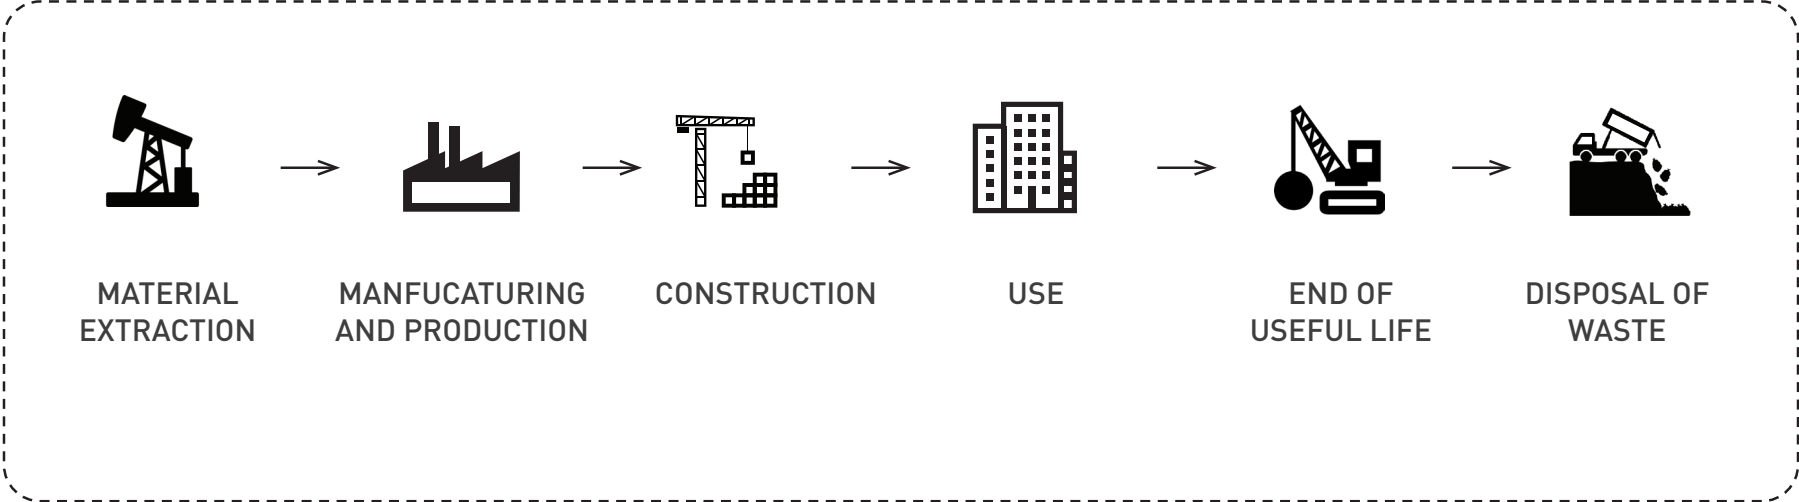 MATERIAL
EXTRACTION
MANFUCATURING
AND PRODUCTION
CONSTRUCTION
USE
END OF
USEFUL LIFE
DISPOSAL OF
WASTE